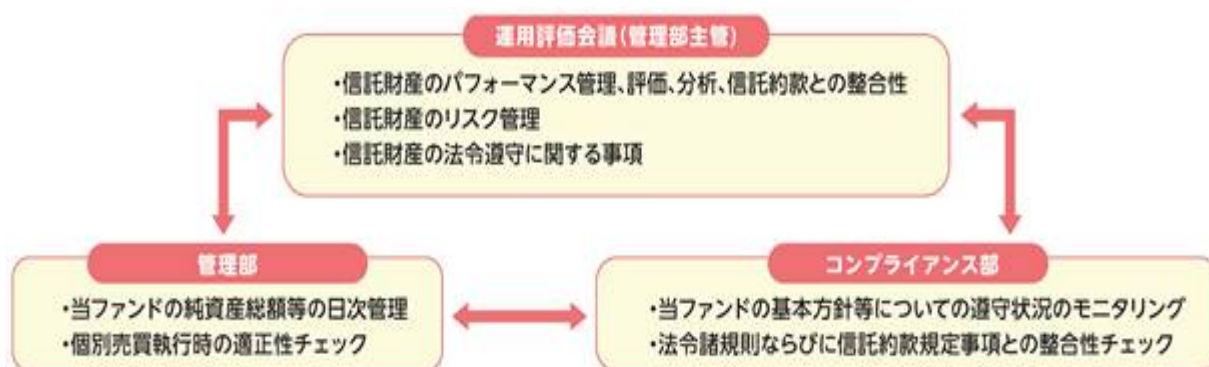 運用評価会議(管理部主管)
・信託財産のパフォーマンス管理、評価、分析、信託約款との整合性
・信託財産のリスク管理
・信託財産の法令遵守に関する事項
管理部
・当ファンドの純資産総額等の日次管理
・個別売買執行時の適正性チェック
コンプライアンス部
・当ファンドの基本方針等についての遵守状況のモニタリング
・法令諸規則ならびに信託約款規定事項との整合性チェック